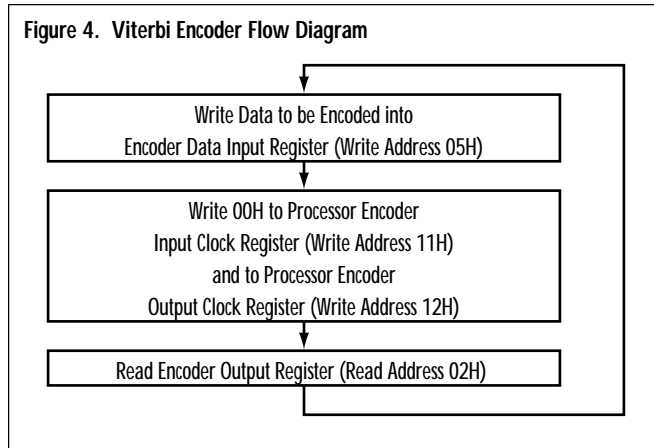 Figure 4. Viterbi Encoder Flow Diagram
Write Data to be Encoded into
Encoder Data Input Register (Write Address 05H)
Write 00H to Processor Encoder
Input Clock Register (Write Address 11H)
and to Processor Encoder
Output Clock Register (Write Address 12H)
Read Encoder Output Register (Read Address 02H)